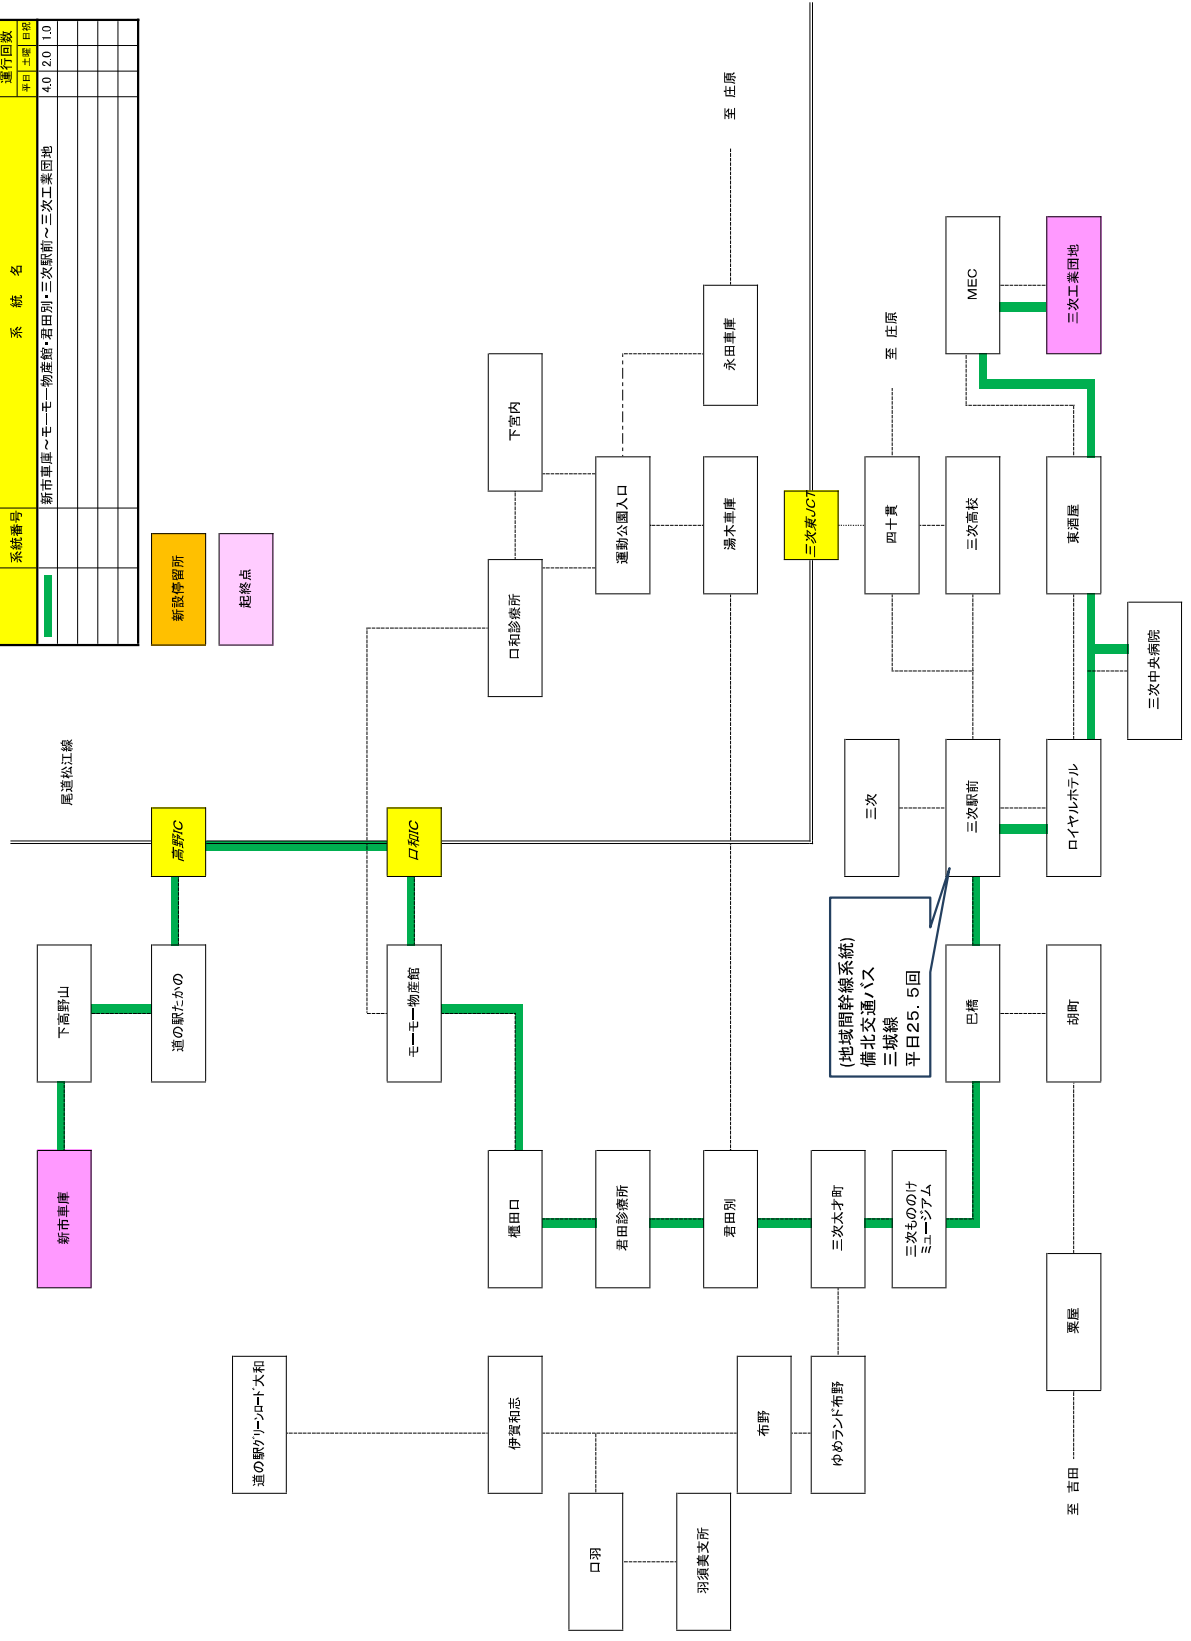 運行回数
系統番号
系 統 名
平日 土曜 日祝
新市車庫～モーモー物産館・君田別・三次駅前～三次工業団地
4.0 2.0 1.0
新設停留所
起終点
尾道松江線
新市車庫
下高野山
道の駅たかの
高野IC
口和IC
モーモー物産館
口和診療所
下宮内
運動公園入口
湯木車庫
永田車庫
至 庄原
櫃田口
君田診療所
君田別
三次太才町
三次もののけ
ミュージアム
道の駅グリーンロード大和
伊賀和志
口羽
羽須美支所
布野
ゆめランド布野
三次東JCT
四十貫
至 庄原
三次高校
MEC
三次工業団地
東酒屋
三次中央病院
三次
三次駅前
ロイヤルホテル
(地域間幹線系統)
備北交通バス
三城線
平日25．5回
巴橋
胡町
粟屋
至 吉田